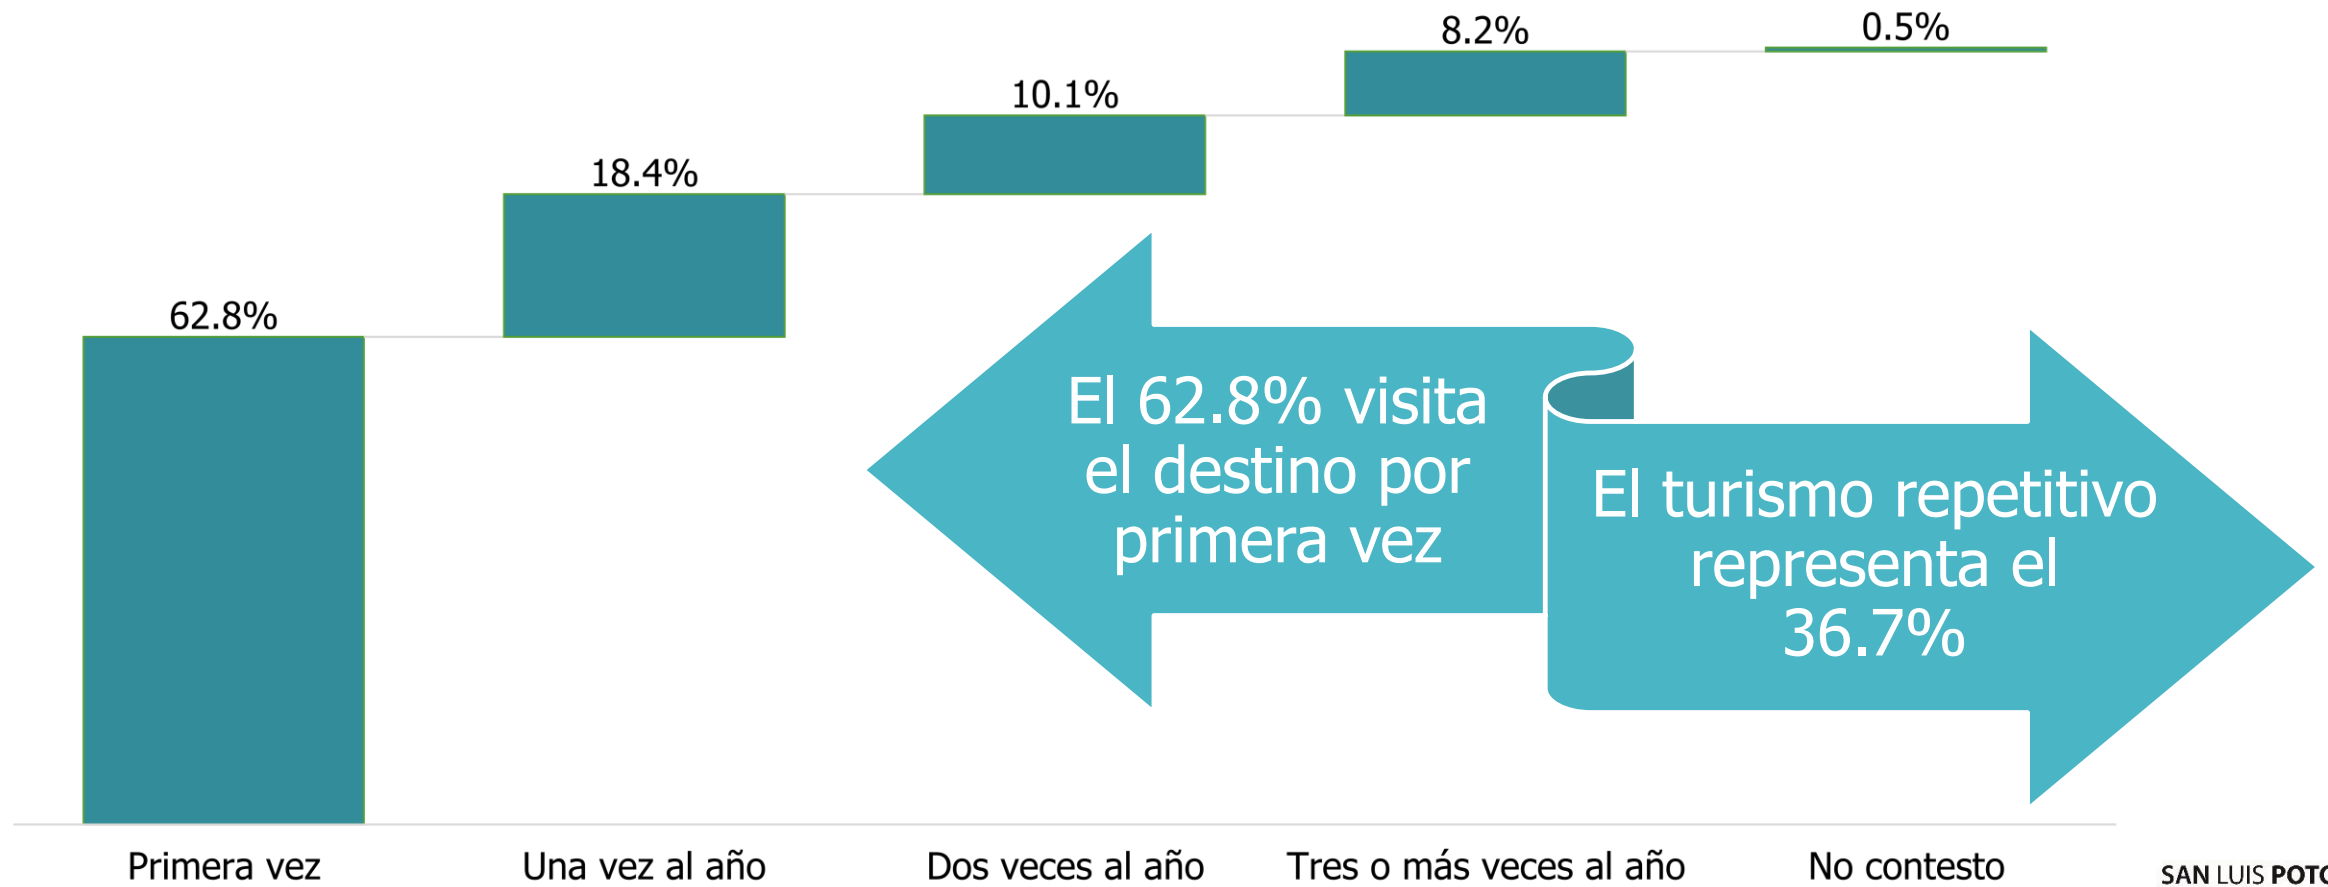 8.2%
0.5%
10.1%
18.4%
62.8%
El 62.8% visita
el destino por
primera vez
El turismo repetitivo
representa el
36.7%
Primera vez
Una vez al año
Dos veces al año
Tres o más veces al año
No contesto
SAN LUIS